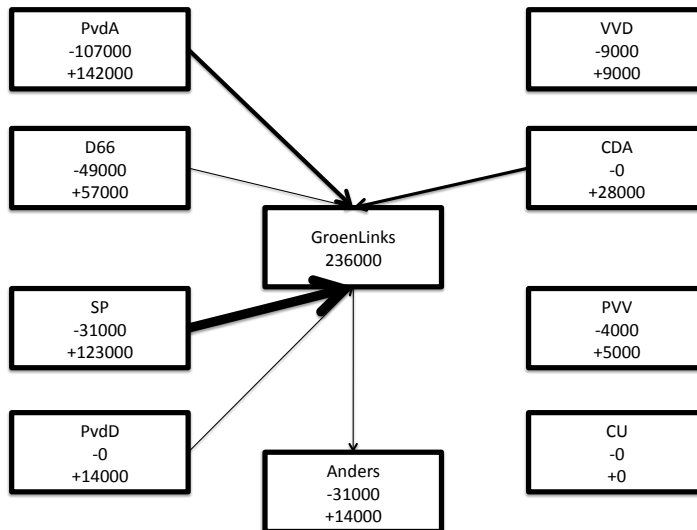 PvdA
-107000
+142000
VVD
-9000
+9000
D66
-49000
+57000
CDA
-0
+28000
GroenLinks
236000
SP
-31000
+123000
PVV
-4000
+5000
PvdD
-0
+14000
Anders
-31000
+14000
CU
-0
+0